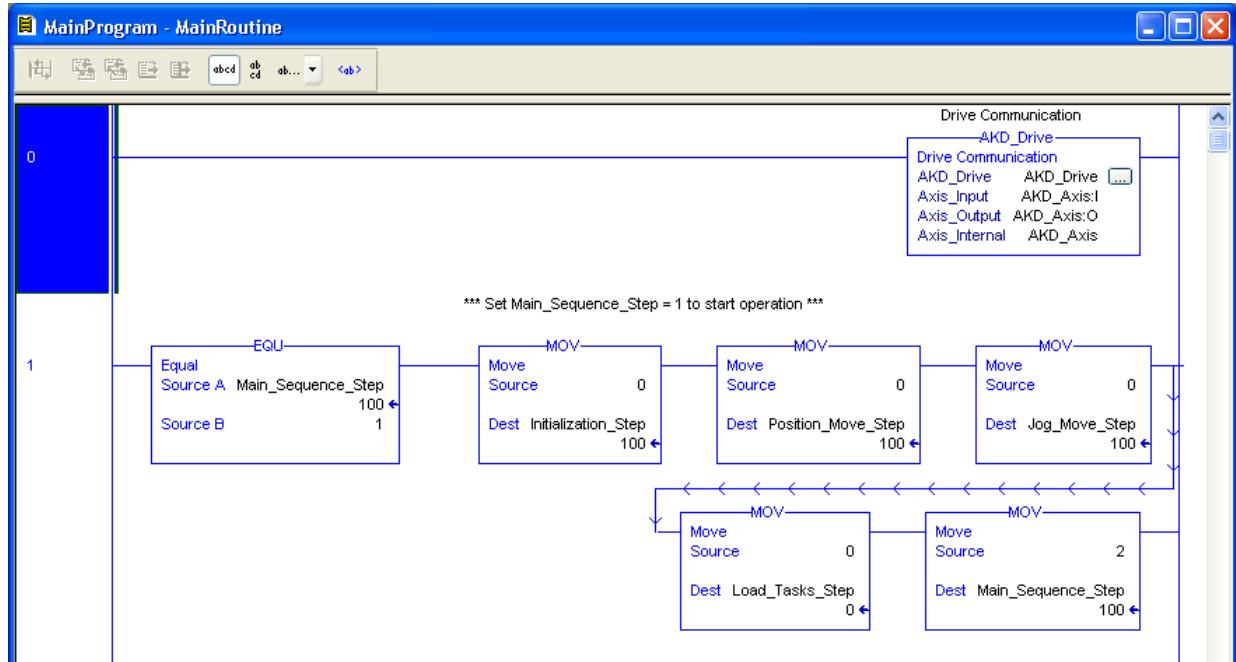 MainProgram - MainRoutine
abcd ab cd ab... <ab>
Drive Communication
0
AKD_Drive
Drive Communication
AKD_Drive AKD_Drive ...
Axis_Input AKD_Axis:I
Axis_Output AKD_Axis:O
Axis_Internal AKD_Axis
*** Set Main_Sequence_Step = 1 to start operation ***
1
EQU
Equal
Source A Main_Sequence_Step
100
Source B 1
MOV
Move
Source 0
Dest Initialization_Step
100
MOV
Move
Source 0
Dest Position_Move_Step
100
MOV
Move
Source 0
Dest Jog_Move_Step
100
MOV
Move
Source 0
Dest Load_Tasks_Step
0
MOV
Move
Source 2
Dest Main_Sequence_Step
100